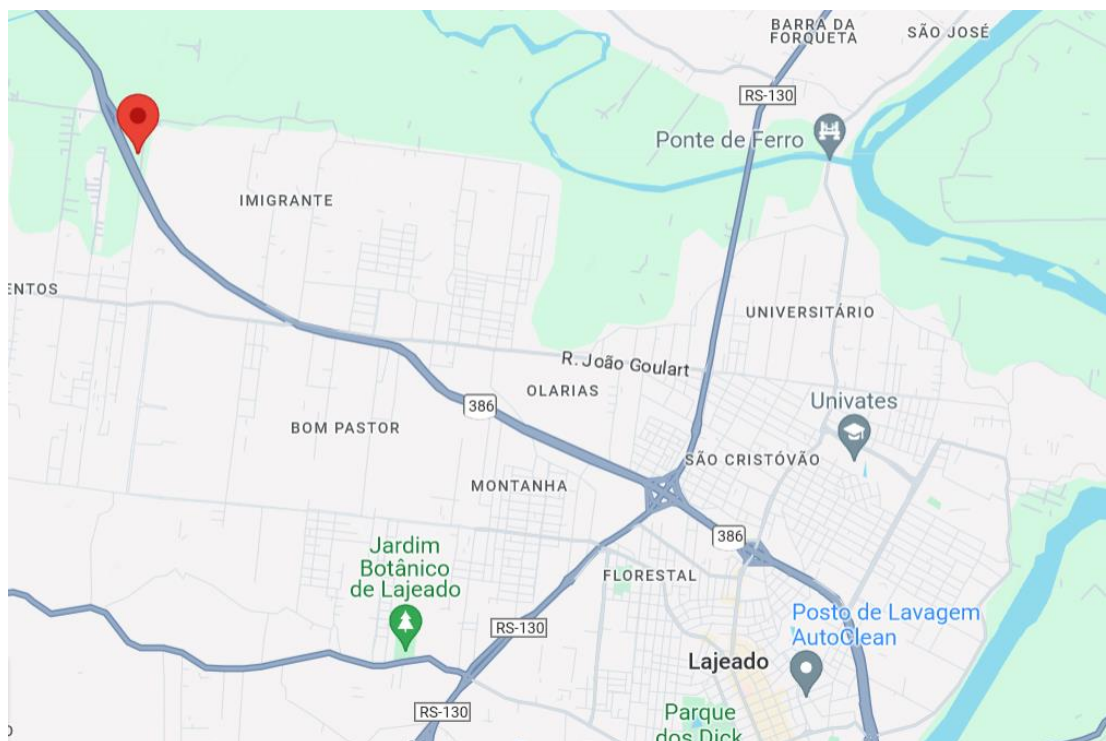 BARRA DA
FORQUETA
SÃO JOSÉ
RS-130
Ponte de Ferro
IMIGRANTE
ENTOS
UNIVERSITÁRIO
R. João Goulart
OLARIAS
386
Univates
BOM PASTOR
SÃO CRISTÓVÃO
MONTANHA
386
Jardim
Botânico
de Lajeado
FLORESTAL
Posto de Lavagem
AutoClean
RS-130
Lajeado
RS-130
Parque
dos Dick